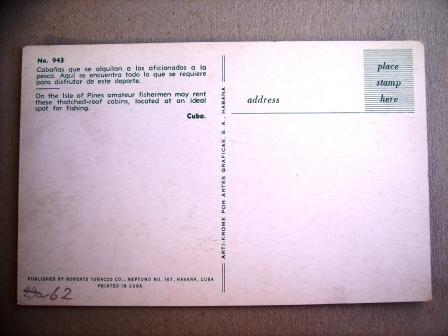 No. 943
Cabañas que se alquilan a los aficionados a la
pesca. Aquí se encuentra todo lo que se requiere
para disfrutar de este deporte.
On the Isle of Pines amateur fishermen may rent
these thatched-roof cabins, located at an ideal
spot for fishing.
Cuba.
PUBLISHED BY ROBERTS TOBACCO CO., NEPTUNO NO. 167, HAVANA, CUBA
PRINTED IN CUBA
62
ARTI-KROME POR ARTES GRAFICAS, S. A., HABANA
address
place
stamp
here